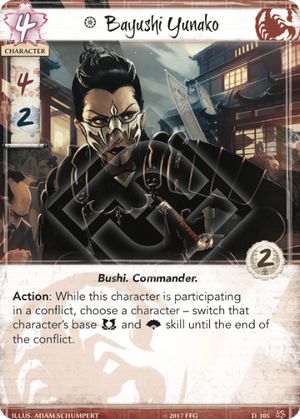 4
Bayushi Yunako
CHARACTER
4
2
2
Bushi. Commander.
Action: While this character is participating
in a conflict, choose a character – switch that
character's base and skill until the end of
the conflict.
ILLUS. ADAM SCHUMPERT © 2017 FFG D 105